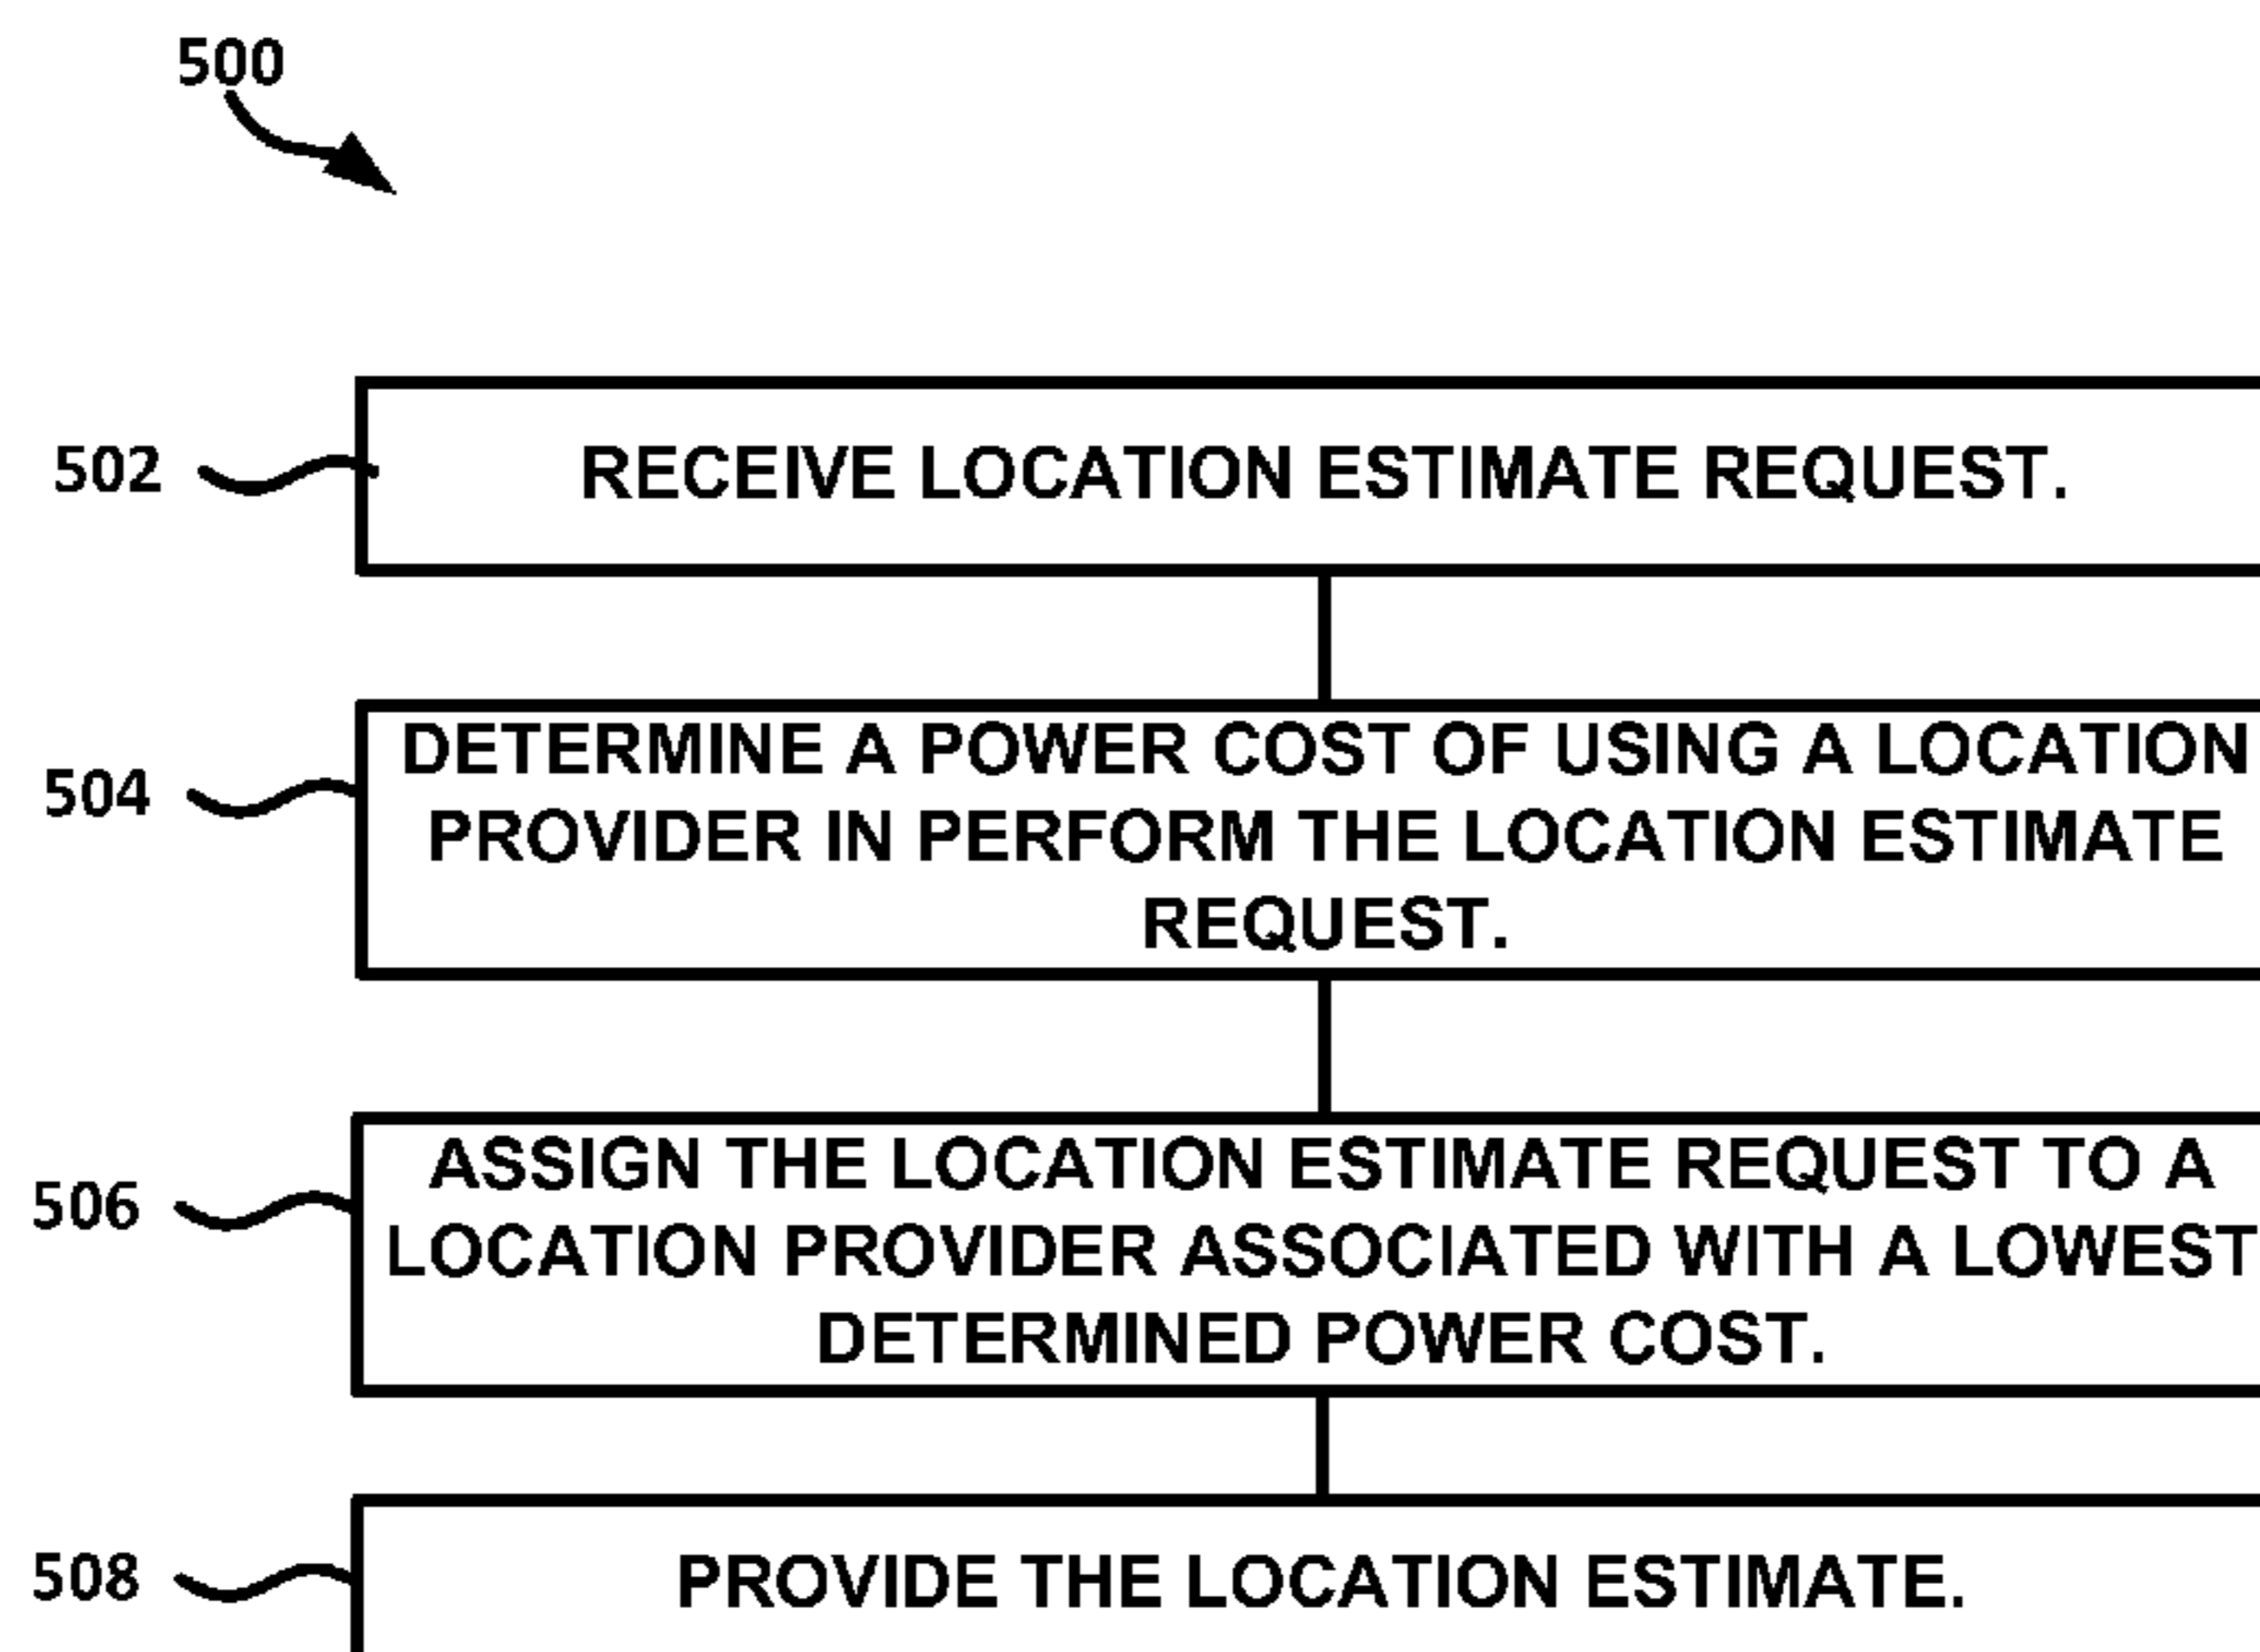 500
502
RECEIVE LOCATION ESTIMATE REQUEST.
504
DETERMINE A POWER COST OF USING A LOCATION
PROVIDER IN PERFORM THE LOCATION ESTIMATE
REQUEST.
506
ASSIGN THE LOCATION ESTIMATE REQUEST TO A
LOCATION PROVIDER ASSOCIATED WITH A LOWEST
DETERMINED POWER COST.
508
PROVIDE THE LOCATION ESTIMATE.